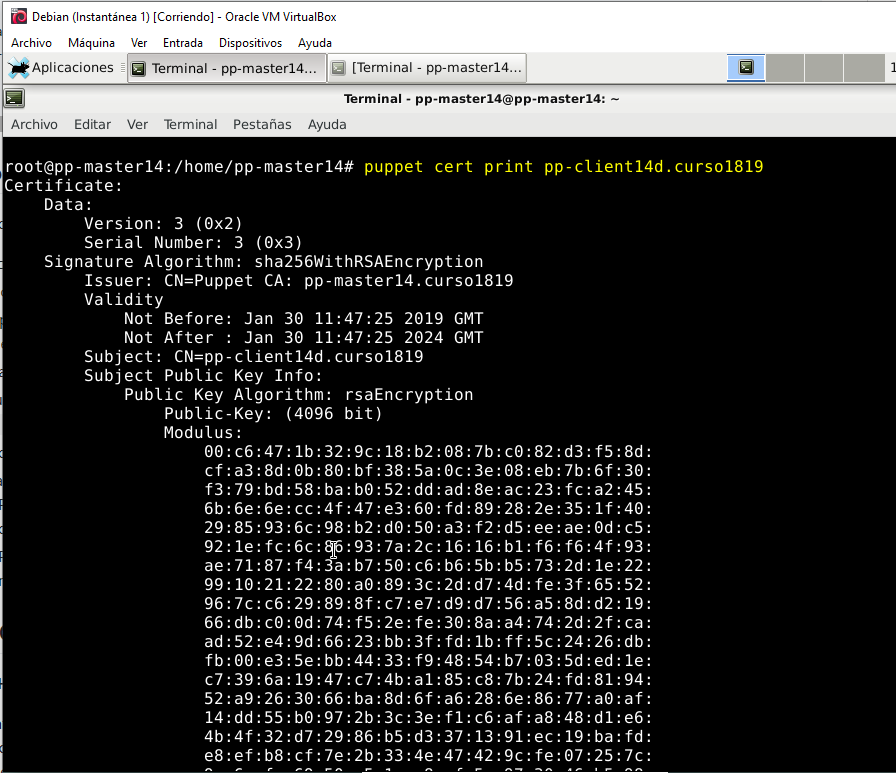 Debian (Instantánea 1) [Corriendo] - Oracle VM VirtualBox
Archivo Máquina Ver Entrada Dispositivos Ayuda
Aplicaciones Terminal - pp-master14... [Terminal - pp-master14...
Terminal - pp-master14@pp-master14: ~
Archivo Editar Ver Terminal Pestañas Ayuda
root@pp-master14:/home/pp-master14# puppet cert print pp-client14d.curso1819
Certificate:
Data:
Version: 3 (0x2)
Serial Number: 3 (0x3)
Signature Algorithm: sha256WithRSAEncryption
Issuer: CN=Puppet CA: pp-master14.curso1819
Validity
Not Before: Jan 30 11:47:25 2019 GMT
Not After : Jan 30 11:47:25 2024 GMT
Subject: CN=pp-client14d.curso1819
Subject Public Key Info:
Public Key Algorithm: rsaEncryption
Public-Key: (4096 bit)
Modulus:
00:c6:47:1b:32:9c:18:b2:08:7b:c0:82:d3:f5:8d:
cf:a3:8d:0b:80:bf:38:5a:0c:3e:08:eb:7b:6f:30:
f3:79:bd:58:ba:b0:52:dd:ad:8e:ac:23:fc:a2:45:
6b:6e:6e:cc:4f:47:e3:60:fd:89:28:2e:35:1f:40:
29:85:93:6c:98:b2:d0:50:a3:f2:d5:ee:ae:0d:c5:
92:1e:fc:6c:86:93:7a:2c:16:16:b1:f6:f6:4f:93:
ae:71:87:f4:3a:b7:50:c6:b6:5b:b5:73:2d:1e:22:
99:10:21:22:80:a0:89:3c:2d:d7:4d:fe:3f:65:52:
96:7c:c6:29:89:8f:c7:e7:d9:d7:56:a5:8d:d2:19:
66:db:c0:0d:74:f5:2e:fe:30:8a:a4:74:2d:2f:ca:
ad:52:e4:9d:66:23:bb:3f:fd:1b:ff:5c:24:26:db:
fb:00:e3:5e:bb:44:33:f9:48:54:b7:03:5d:ed:1e:
c7:39:6a:19:47:c7:4b:a1:85:c8:7b:24:fd:81:94:
52:a9:26:30:66:ba:8d:6f:a6:28:6e:86:77:a0:af:
14:dd:55:b0:97:2b:3c:3e:f1:c6:af:a8:48:d1:e6:
4b:4f:32:d7:29:86:b5:d3:37:13:91:ec:19:ba:fd:
e8:ef:b8:cf:7e:2b:33:4e:47:42:9c:fe:07:25:7c: